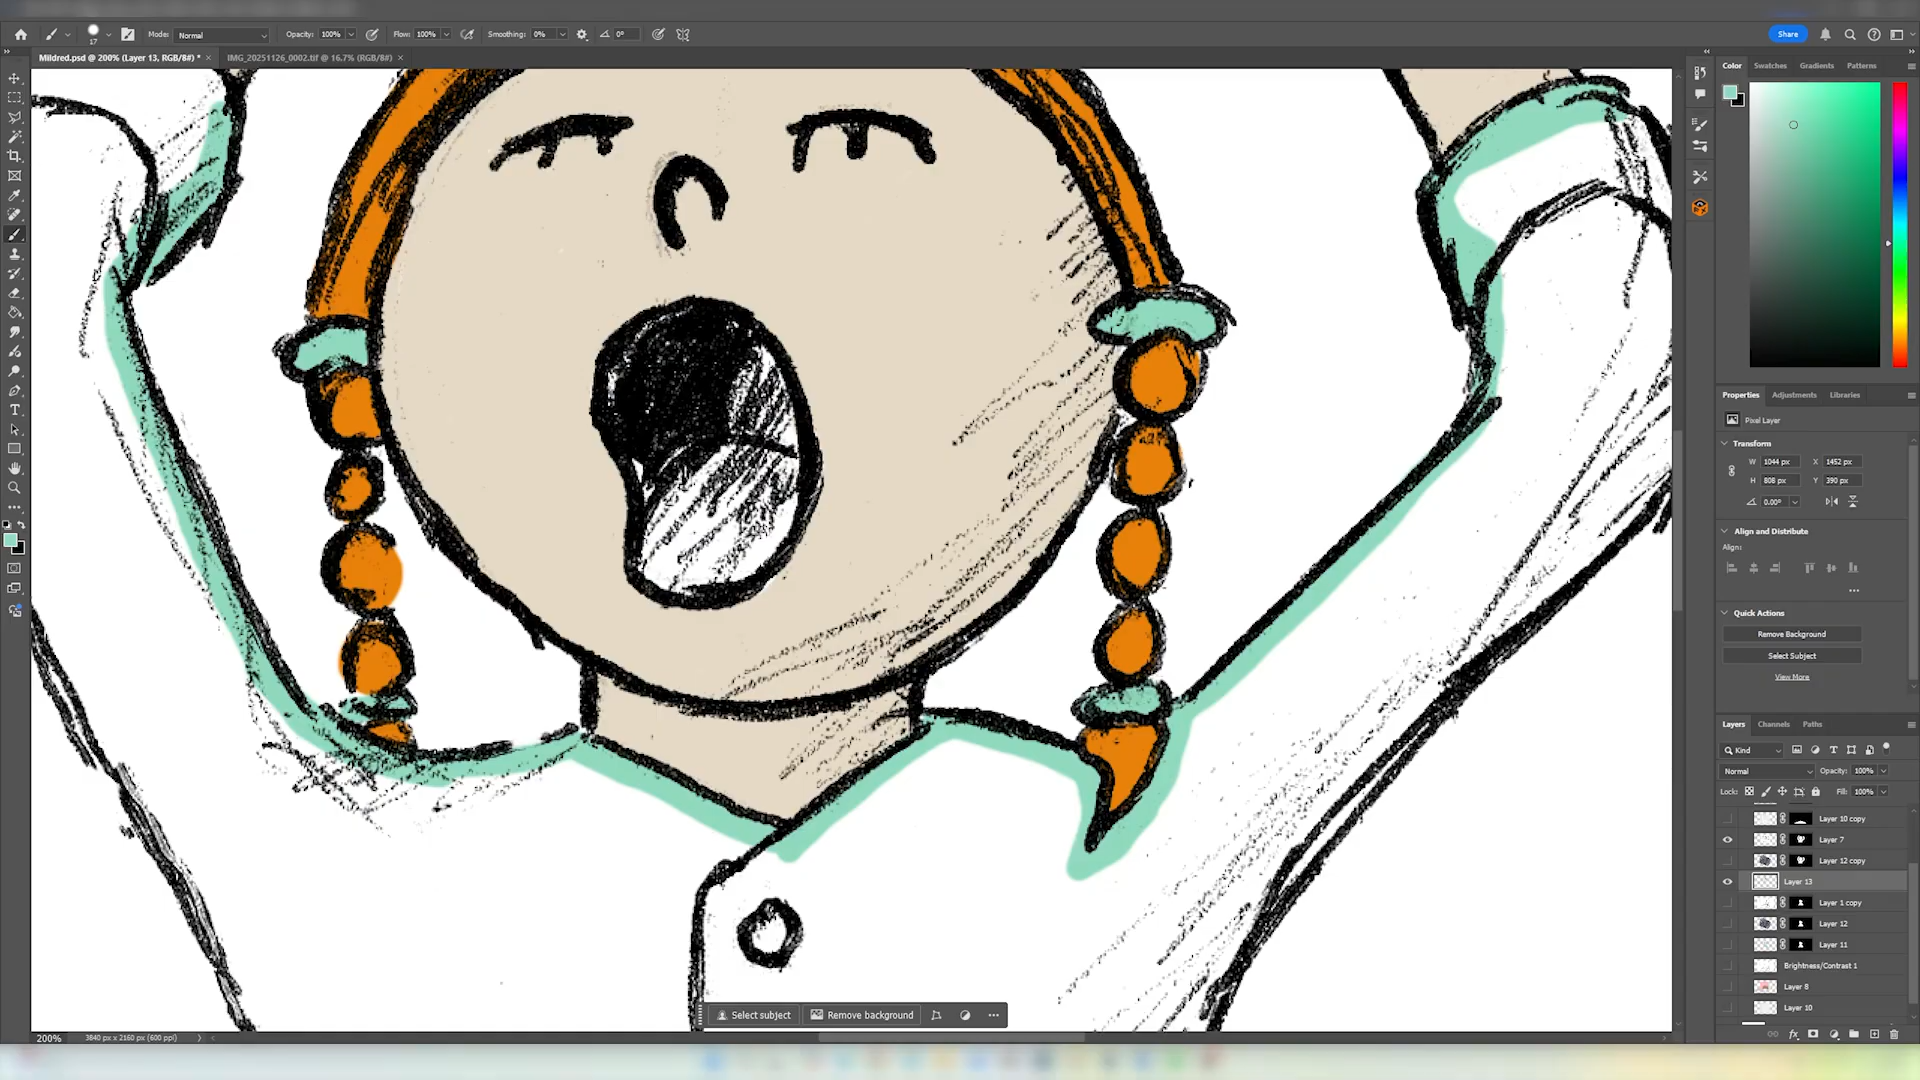 17 Mode: Normal Opacity: 100% Flow: 100% Smoothing: 0% 0° Share
Mildred.psd @ 200% (Layer 13, RGB/8#) * × IMG_20251126_0002.tif @ 16.7% (RGB/8#) ×
Color Swatches Gradients Patterns
Properties Adjustments Libraries
Pixel Layer
Transform
W 1044 px X 1452 px
H 808 px Y 390 px
0.00°
Align and Distribute
Align:
Quick Actions
Remove Background
Select Subject
View More
Layers Channels Paths
Kind
Normal Opacity: 100%
Lock: Fill: 100%
Layer 10 copy
Layer 7
Layer 12 copy
Layer 13
Layer 1 copy
Layer 12
Layer 11
Brightness/Contrast 1
Layer 8
Layer 10
Select subject Remove background
200% 3840 px x 2160 px (600 ppi)